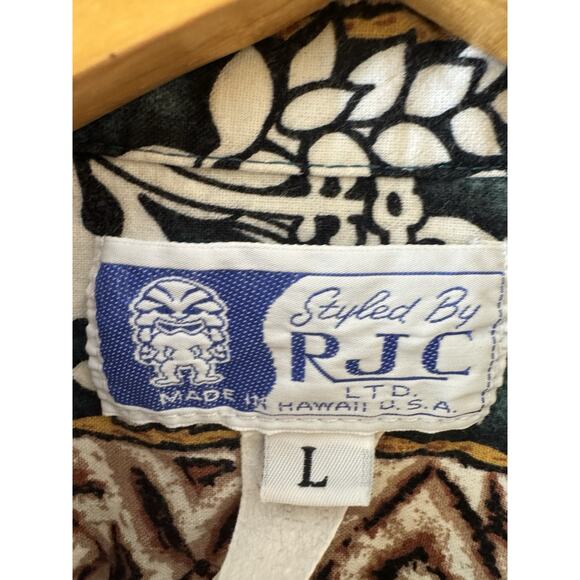 Styled By
RJC
LTD.
MADE IN HAWAII U.S.A.
L